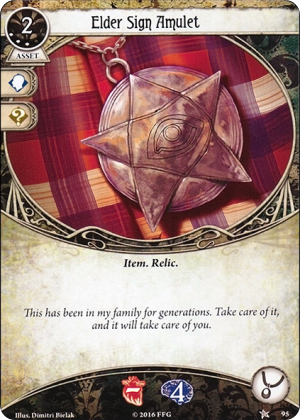 Elder Sign Amulet
2
ASSET
?
Item. Relic.
This has been in my family for generations. Take care of it,
and it will take care of you.
4
Illus. Dimitri Bielak
© 2016 FFG
95